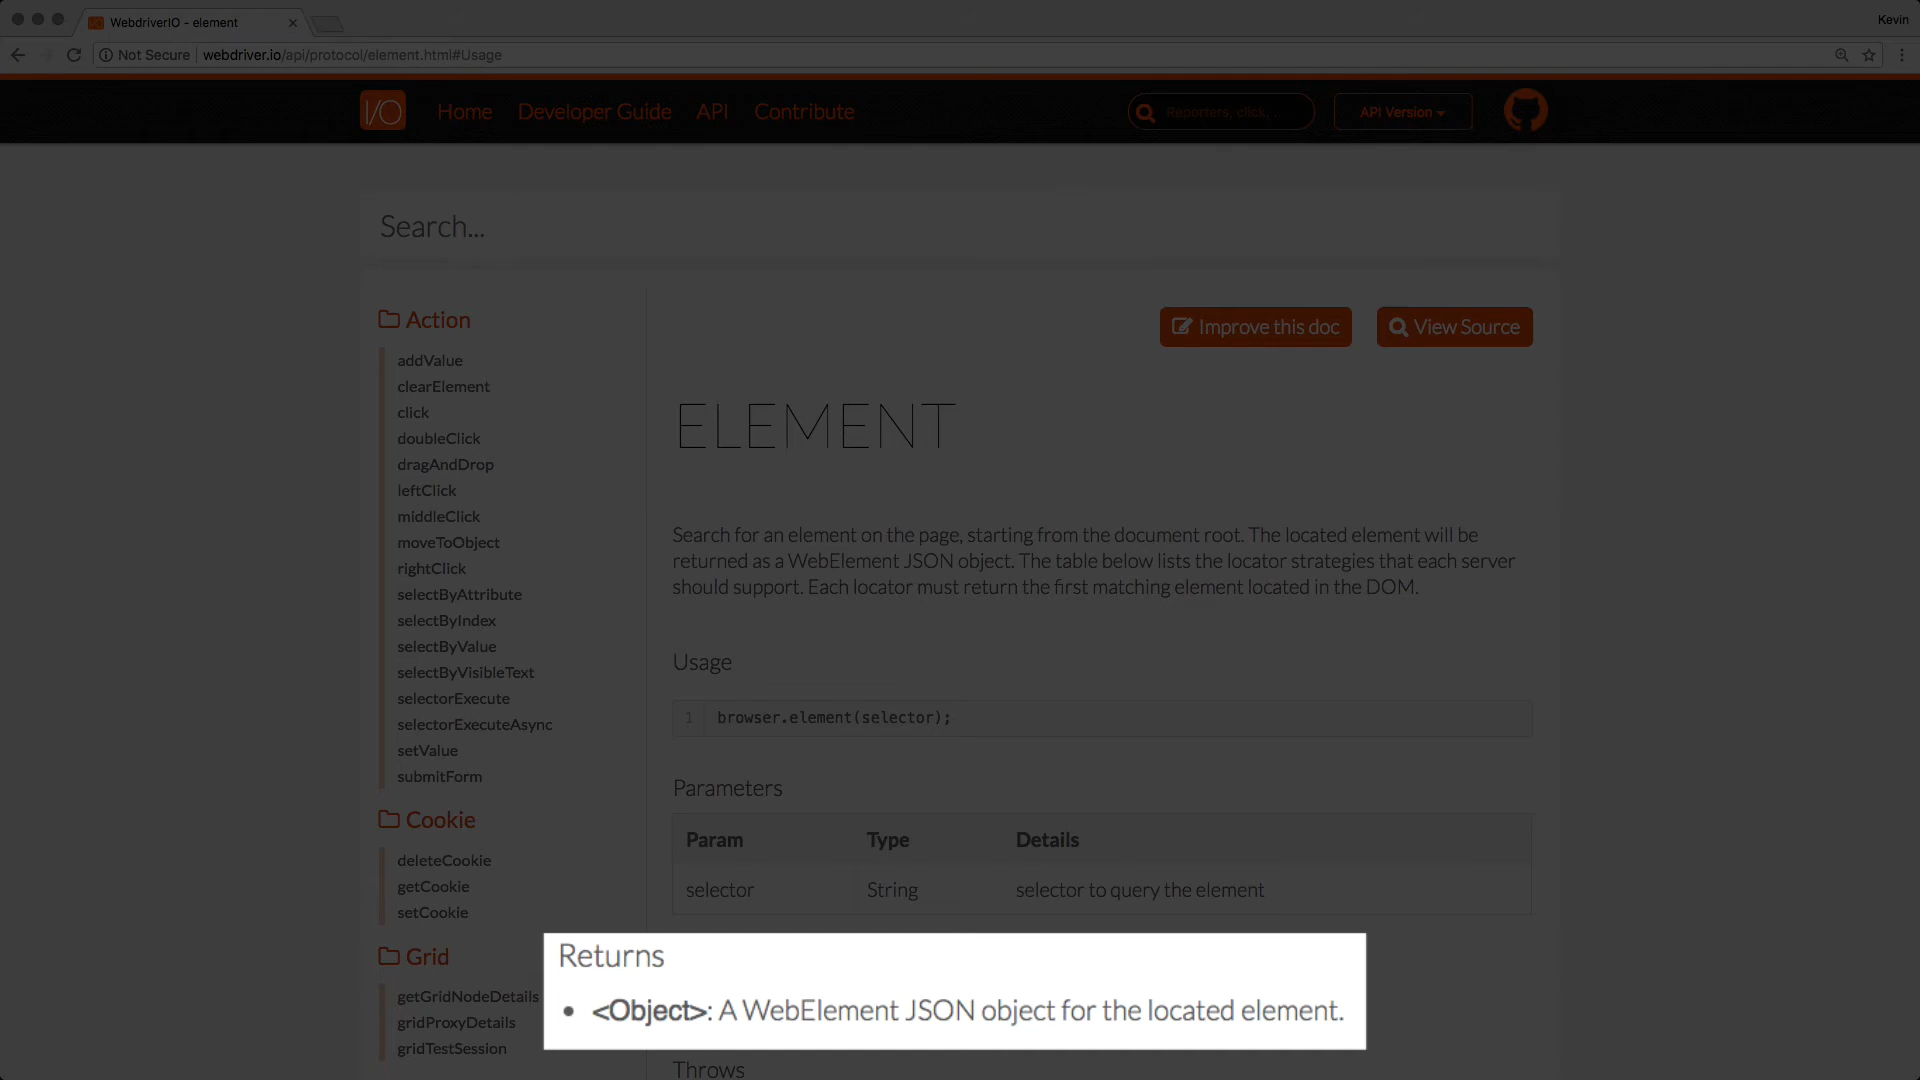 WebdriverIO - element
Kevin
Not Secure webdriver.io/api/protocol/element.html#Usage
I/O Home Developer Guide API Contribute Reporters, click, .. API Version
Search...
Improve this doc View Source
Action
addValue
clearElement
click
doubleClick
dragAndDrop
leftClick
middleClick
moveToObject
rightClick
selectByAttribute
selectByIndex
selectByValue
selectByVisibleText
selectorExecute
selectorExecuteAsync
setValue
submitForm
Cookie
deleteCookie
getCookie
setCookie
Grid
getGridNodeDetails
gridProxyDetails
gridTestSession
ELEMENT
Search for an element on the page, starting from the document root. The located element will be
returned as a WebElement JSON object. The table below lists the locator strategies that each server
should support. Each locator must return the first matching element located in the DOM.
Usage
1 browser.element(selector);
Parameters
Param Type Details
selector String selector to query the element
Returns
• <Object>: A WebElement JSON object for the located element.
Throws